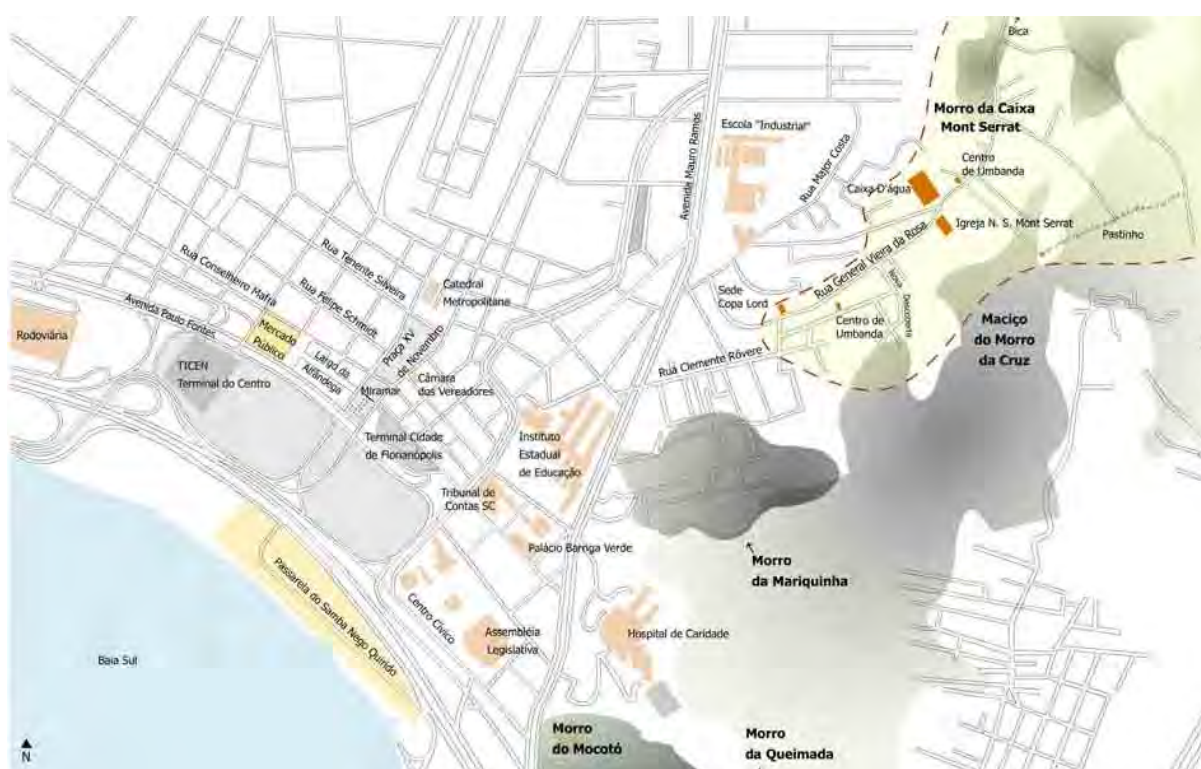 Bica
Morro da Caixa
Mont Serrat
Escola "Industrial"
Avenida Mauro Ramos
Rua Major Costa
Centro
de Umbanda
Caixa D'água
Igreja N. S. Mont Serrat
Pastinho
Rua General Vieira da Rosa
Nova
Descoberta
Rua Tenente Silveira
Rua Conselheiro Mafra
Rua Felipe Schmidt
Catedral
Metropolitana
Sede
Copa Lord
Centro de
Umbanda
Maciço
do Morro
da Cruz
Avenida Paulo Fontes
Rodoviária
Mercado
Público
Largo da
Alfândega
Praça XV
de Novembro
TICEN
Terminal do Centro
Miramar
Câmara
dos Vereadores
Rua Clemente Rôvere
Terminal Cidade
de Florianópolis
Instituto
Estadual
de Educação
Tribunal de
Contas SC
Palácio Barriga Verde
Morro
da Mariquinha
Passarela do Samba Nego Quirido
Centro Cívico
Assembléia
Legislativa
Hospital de Caridade
Baia Sul
Morro
do Mocotó
Morro
da Queimada
N